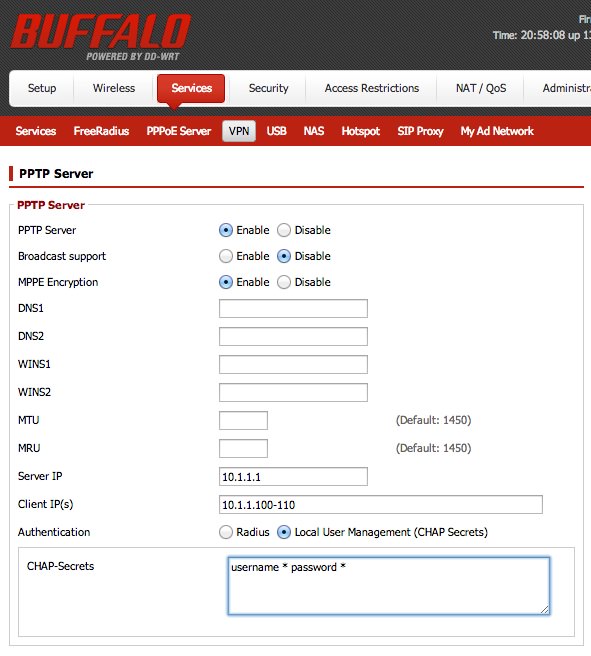 BUFFALO
POWERED BY DD-WRT
Fir
Time: 20:58:08 up 13
Setup Wireless Services Security Access Restrictions NAT / QoS Administra
Services FreeRadius PPPoE Server VPN USB NAS Hotspot SIP Proxy My Ad Network
PPTP Server
PPTP Server
PPTP Server Enable Disable
Broadcast support Enable Disable
MPPE Encryption Enable Disable
DNS1
DNS2
WINS1
WINS2
MTU (Default: 1450)
MRU (Default: 1450)
Server IP 10.1.1.1
Client IP(s) 10.1.1.100-110
Authentication Radius Local User Management (CHAP Secrets)
CHAP-Secrets username * password *